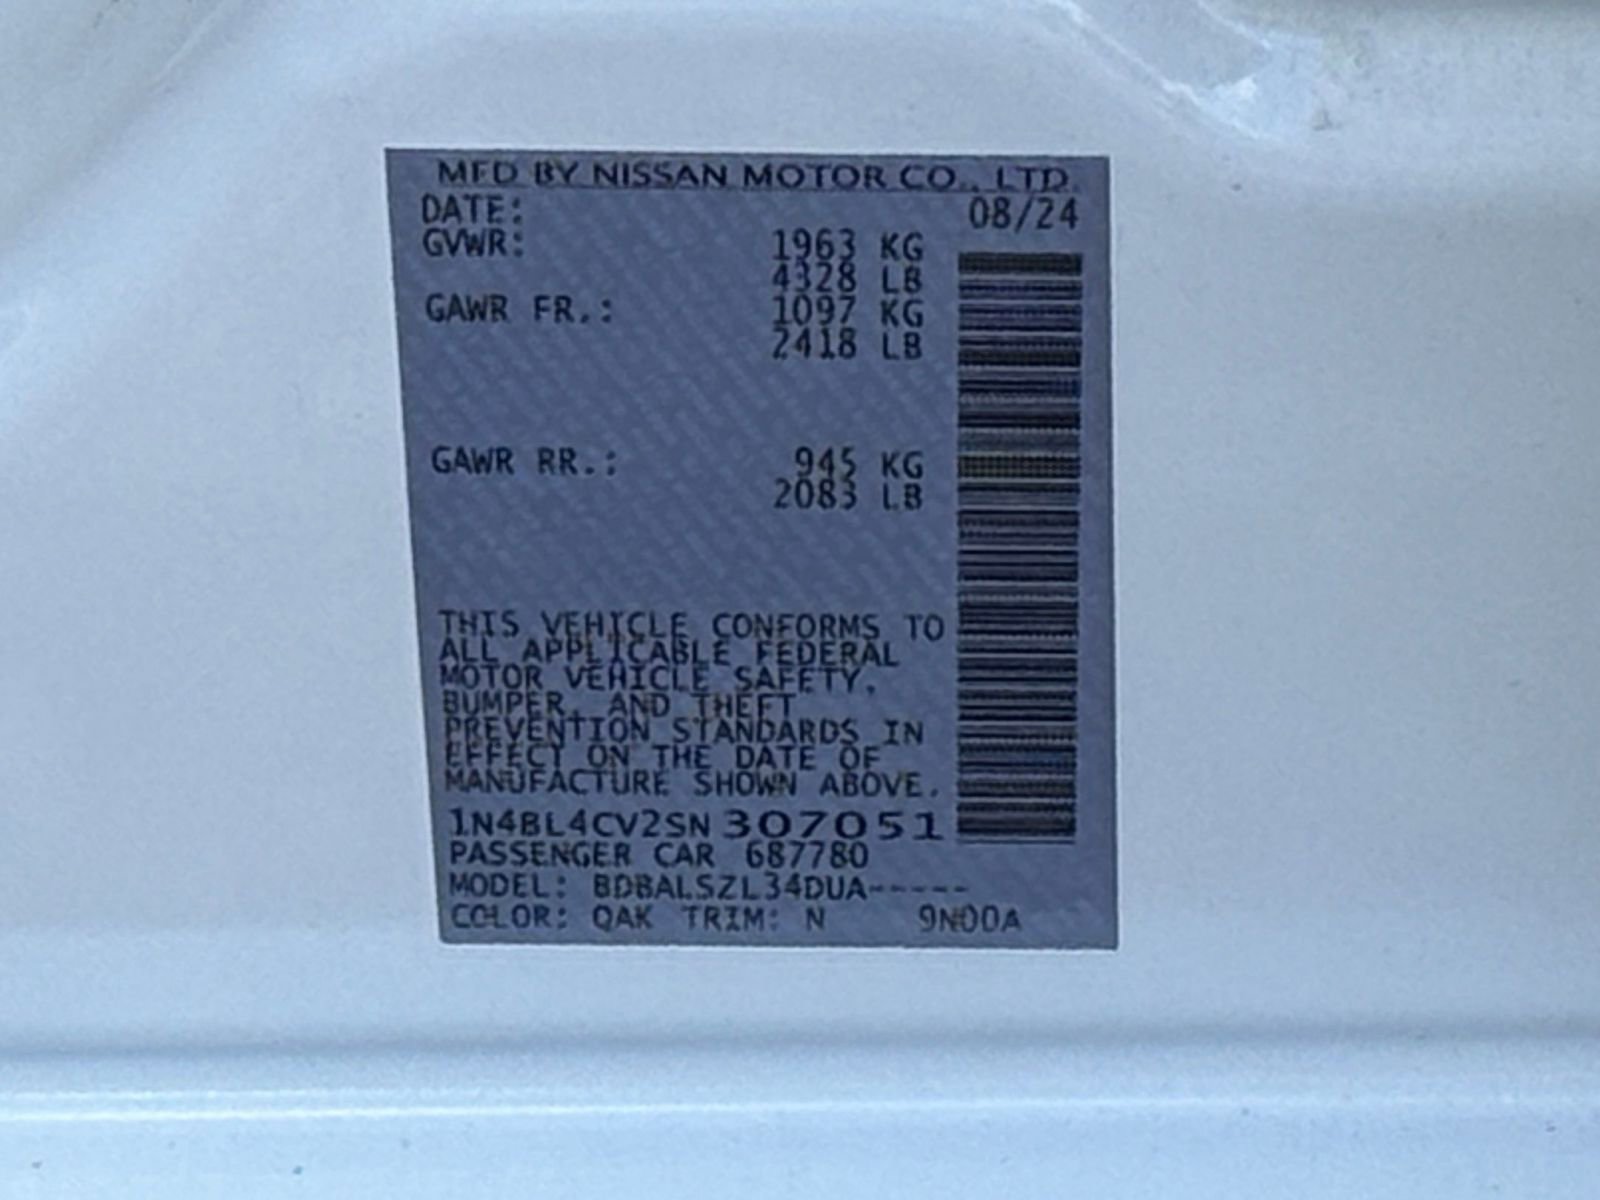 MFD BY NISSAN MOTOR CO., LTD.
DATE: 08/24
GVWR: 1963 KG
4328 LB
GAWR FR.: 1097 KG
2418 LB
GAWR RR.: 945 KG
2083 LB
THIS VEHICLE CONFORMS TO
ALL APPLICABLE FEDERAL
MOTOR VEHICLE SAFETY,
BUMPER, AND THEFT
PREVENTION STANDARDS IN
EFFECT ON THE DATE OF
MANUFACTURE SHOWN ABOVE.
1N4BL4CV2SN307051
PASSENGER CAR 687780
MODEL: BDBALSZL34DUA-----
COLOR: QAK TRIM: N 9N00A